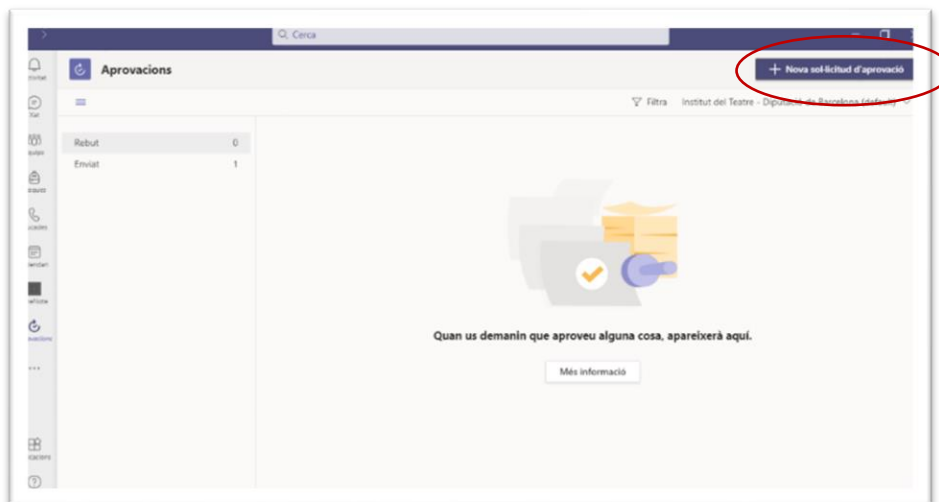 Cerca
Aprovacions
+ Nova sol·licitud d'aprovació
Filtra Institut del Teatre - Diputació de Barcelona (default)
Rebut 0
Enviat 1
Xat
Quan us demanin que aproveu alguna cosa, apareixerà aquí.
Més informació